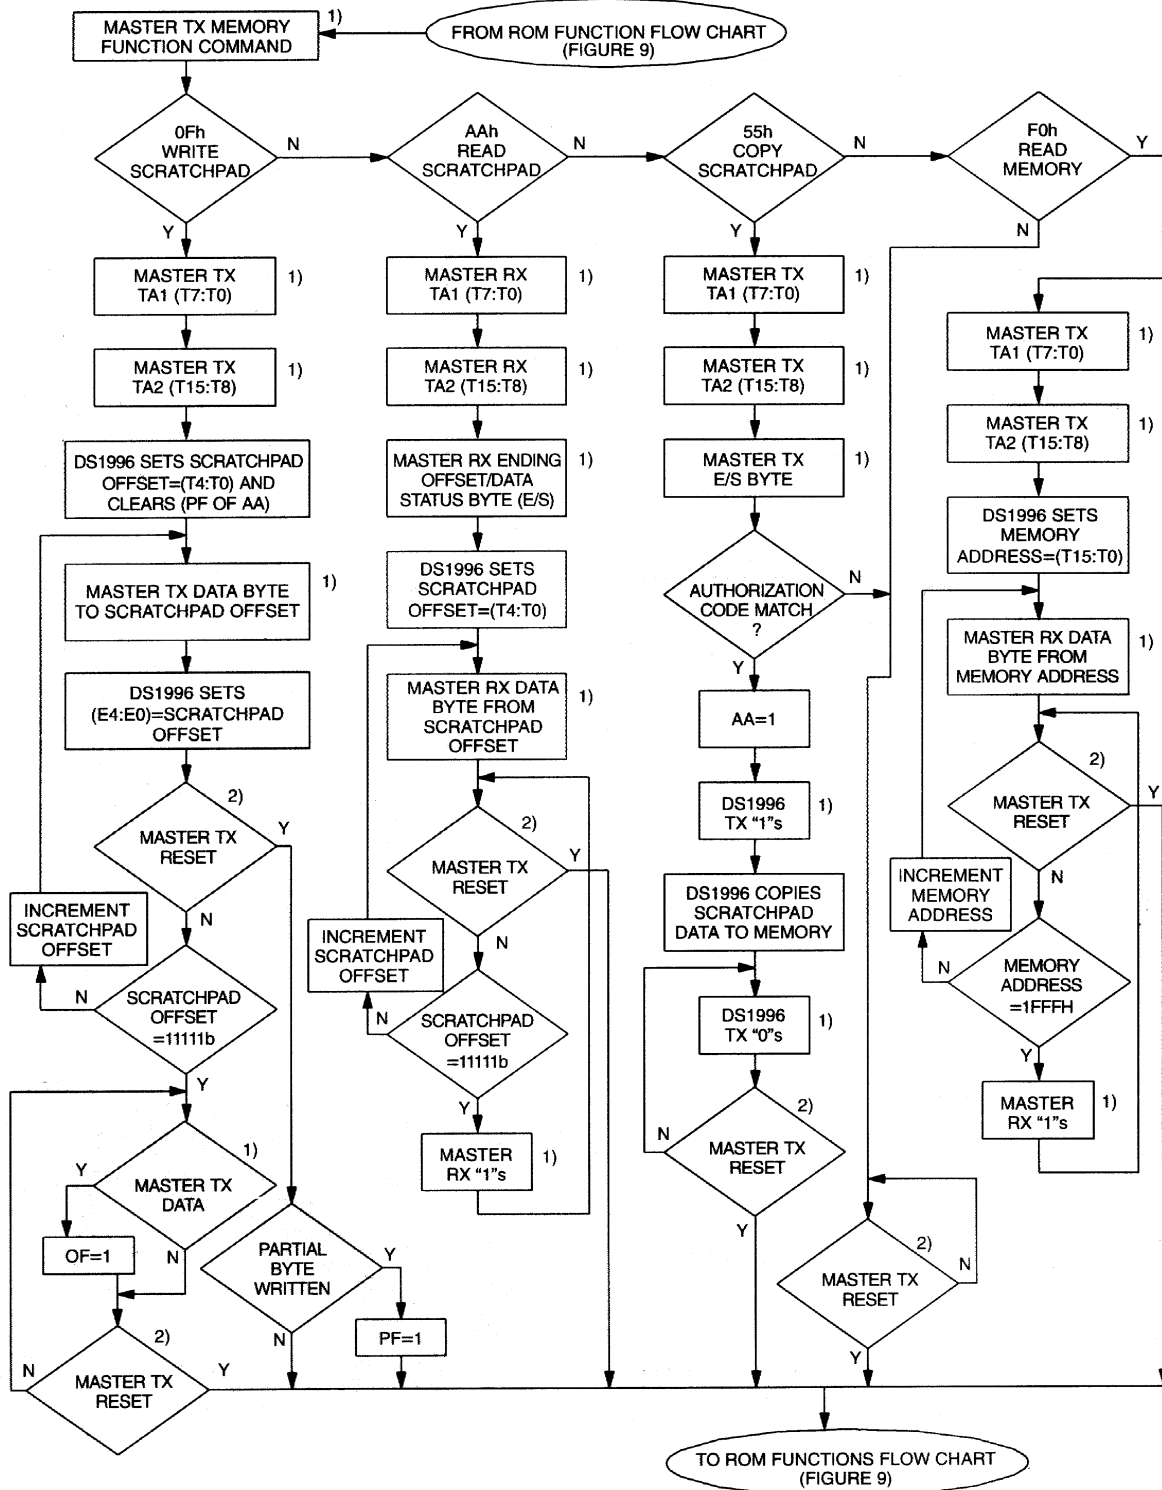 MASTER TX MEMORY
FUNCTION COMMAND
1)
FROM ROM FUNCTION FLOW CHART
(FIGURE 9)
0Fh
WRITE
SCRATCHPAD
N
Y
AAh
READ
SCRATCHPAD
N
Y
55h
COPY
SCRATCHPAD
N
Y
F0h
READ
MEMORY
Y
N
MASTER TX
TA1 (T7:T0)
1)
MASTER TX
TA2 (T15:T8)
1)
DS1996 SETS SCRATCHPAD
OFFSET=(T4:T0) AND
CLEARS (PF OF AA)
MASTER TX DATA BYTE
TO SCRATCHPAD OFFSET
1)
DS1996 SETS
(E4:E0)=SCRATCHPAD
OFFSET
2)
MASTER TX
RESET
Y
N
INCREMENT
SCRATCHPAD
OFFSET
SCRATCHPAD
OFFSET
=11111b
N
Y
1)
MASTER TX
DATA
Y
N
OF=1
2)
MASTER TX
RESET
N
Y
PARTIAL
BYTE
WRITTEN
Y
N
PF=1
MASTER RX
TA1 (T7:T0)
1)
MASTER RX
TA2 (T15:T8)
1)
MASTER RX ENDING
OFFSET/DATA
STATUS BYTE (E/S)
1)
DS1996 SETS
SCRATCHPAD
OFFSET=(T4:T0)
MASTER RX DATA
BYTE FROM
SCRATCHPAD
OFFSET
1)
2)
MASTER TX
RESET
Y
N
INCREMENT
SCRATCHPAD
OFFSET
SCRATCHPAD
OFFSET
=11111b
N
Y
MASTER
RX “1”s
1)
MASTER TX
TA1 (T7:T0)
1)
MASTER TX
TA2 (T15:T8)
1)
MASTER TX
E/S BYTE
1)
AUTHORIZATION
CODE MATCH
?
N
Y
AA=1
DS1996
TX “1”s
1)
DS1996 COPIES
SCRATCHPAD
DATA TO MEMORY
DS1996
TX “0”s
1)
2)
MASTER TX
RESET
N
Y
2)
MASTER TX
RESET
N
Y
MASTER TX
TA1 (T7:T0)
1)
MASTER TX
TA2 (T15:T8)
1)
DS1996 SETS
MEMORY
ADDRESS=(T15:T0)
MASTER RX DATA
BYTE FROM
MEMORY ADDRESS
1)
2)
MASTER TX
RESET
Y
N
INCREMENT
MEMORY
ADDRESS
MEMORY
ADDRESS
=1FFFH
N
Y
MASTER
RX “1”s
1)
TO ROM FUNCTIONS FLOW CHART
(FIGURE 9)